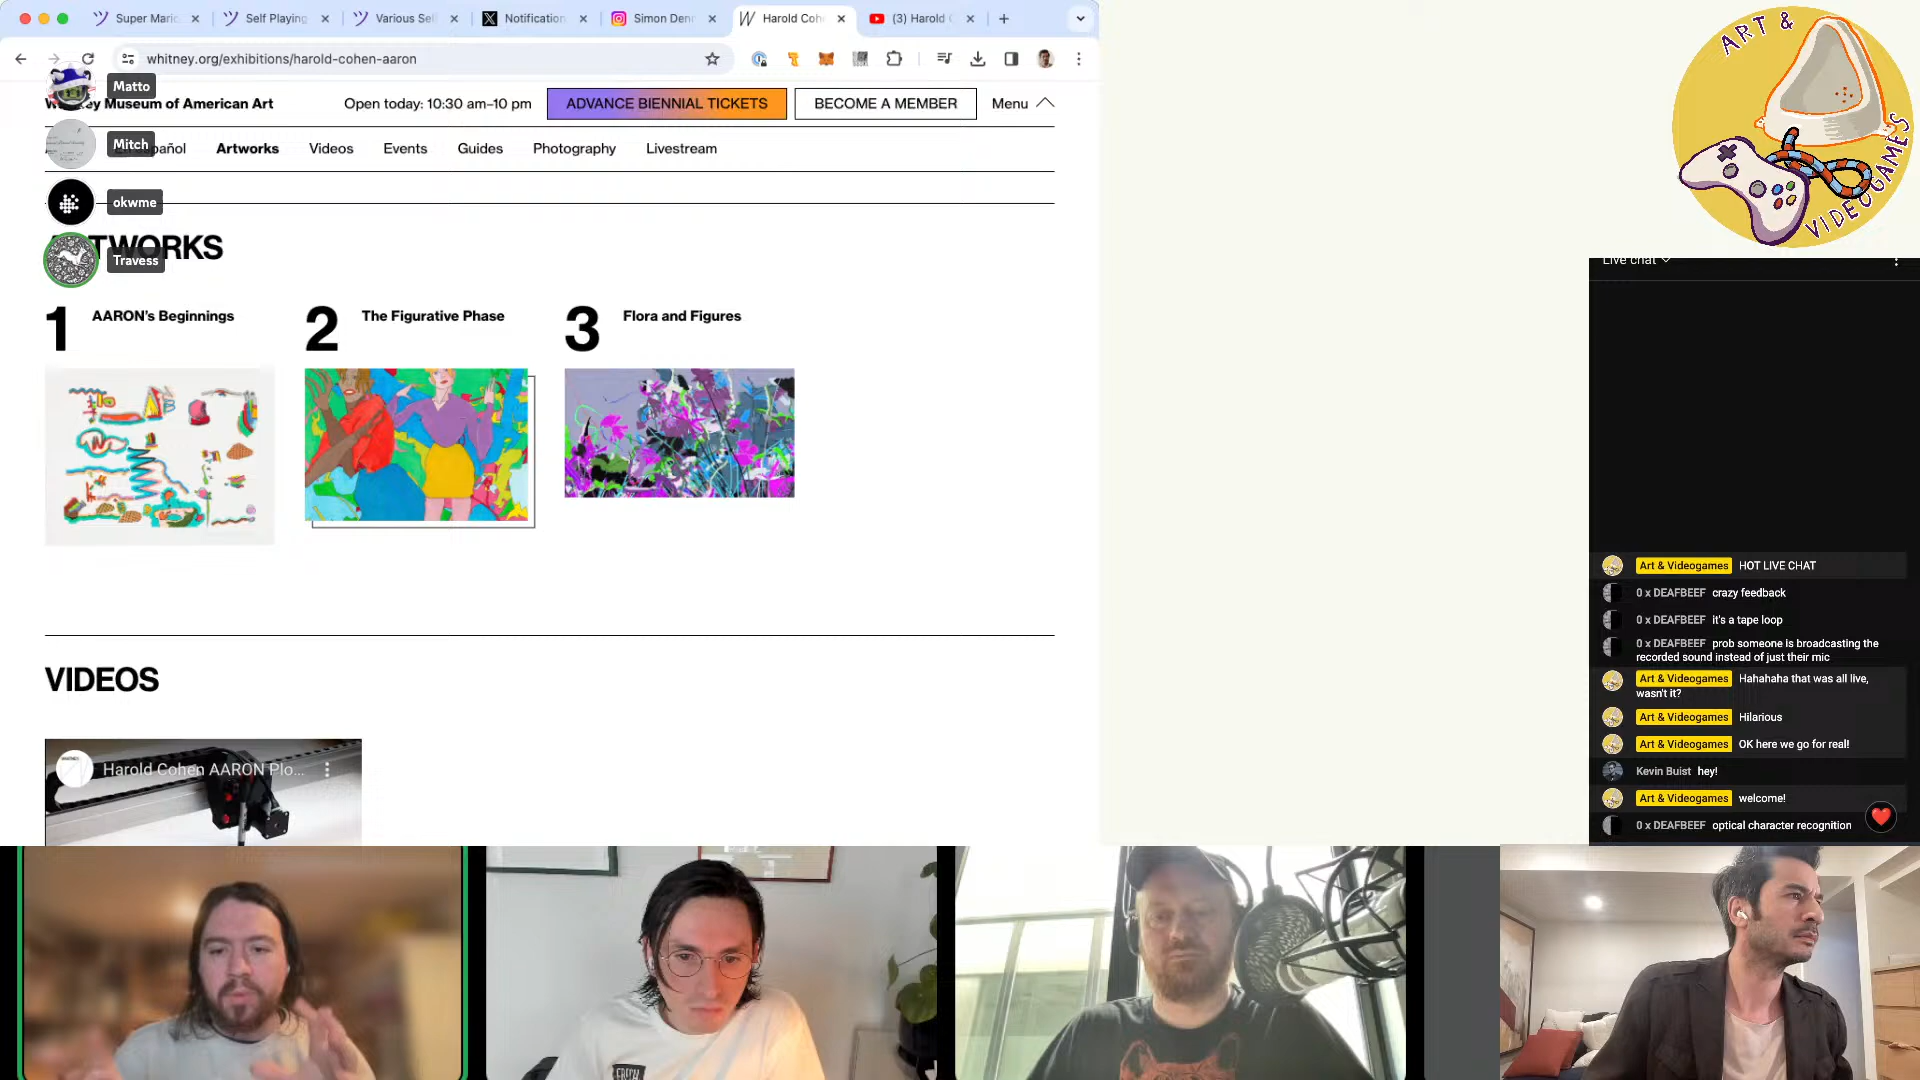 Super Mari
Self Playing
Various Sel
Notification
Simon Denn
Harold Coh
(3) Harold C
whitney.org/exhibitions/harold-cohen-aaron
Matto
Museum of American Art
Open today: 10:30 am–10 pm
ADVANCE BIENNIAL TICKETS
BECOME A MEMBER
Menu
Mitch
Artworks
Videos
Events
Guides
Photography
Livestream
okwme
ARTWORKS
Travess
1 AARON's Beginnings
2 The Figurative Phase
3 Flora and Figures
VIDEOS
Harold Cohen AARON Plo...
ART & VIDEOGAMES
Live chat
Art & Videogames HOT LIVE CHAT
0 x DEAFBEEF crazy feedback
0 x DEAFBEEF it's a tape loop
0 x DEAFBEEF prob someone is broadcasting the
recorded sound instead of just their mic
Art & Videogames Hahahaha that was all live,
wasn't it?
Art & Videogames Hilarious
Art & Videogames OK here we go for real!
Kevin Buist hey!
Art & Videogames welcome!
0 x DEAFBEEF optical character recognition